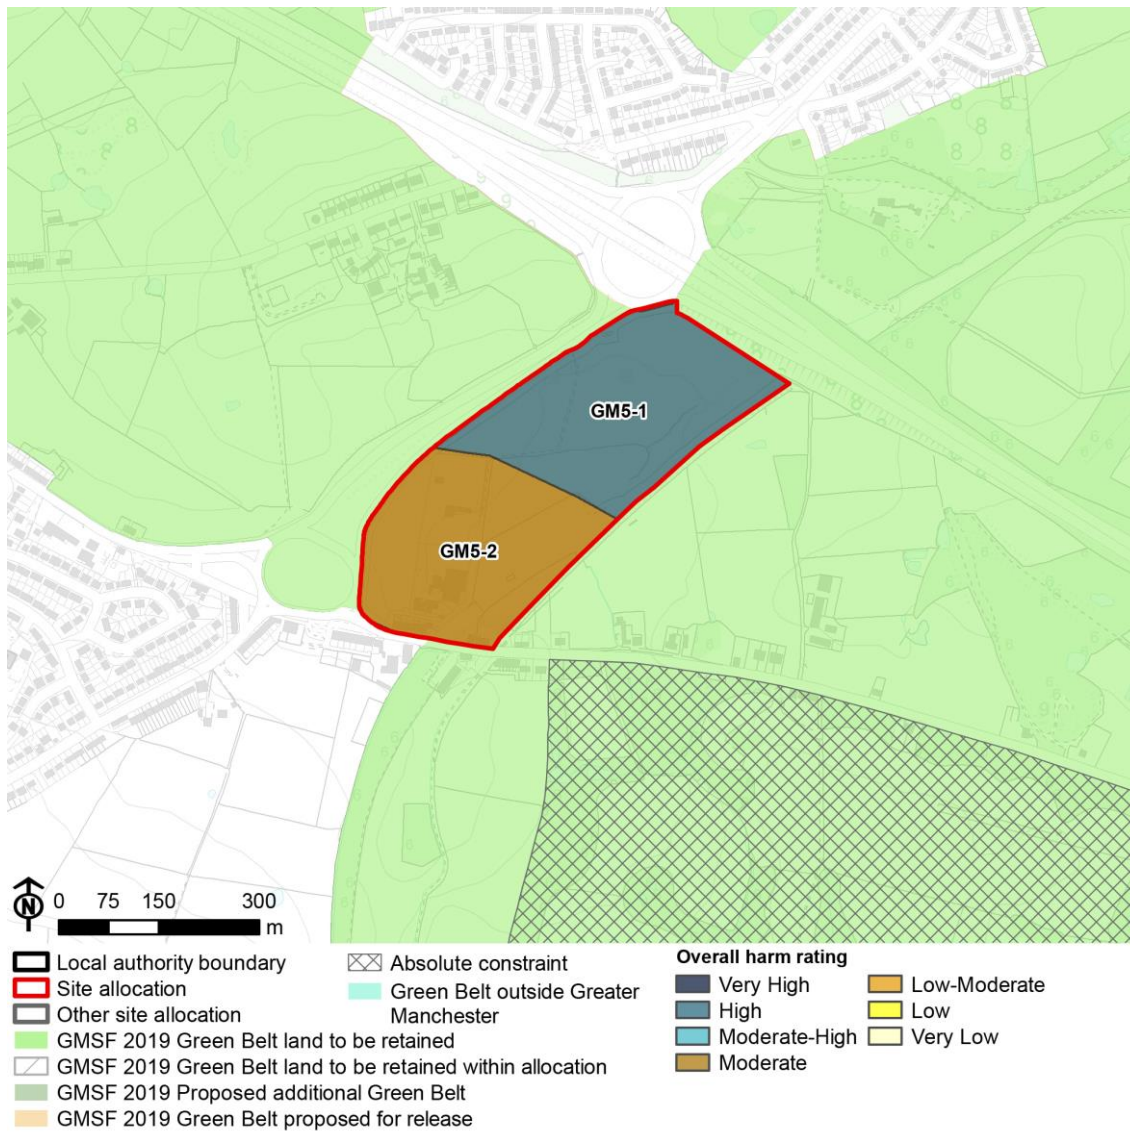 GM5-1
GM5-2
N
0 75 150 300
m
Local authority boundary
Site allocation
Other site allocation
GMSF 2019 Green Belt land to be retained
GMSF 2019 Green Belt land to be retained within allocation
GMSF 2019 Proposed additional Green Belt
GMSF 2019 Green Belt proposed for release
Absolute constraint
Green Belt outside Greater
Manchester
Overall harm rating
Very High
High
Moderate-High
Moderate
Low-Moderate
Low
Very Low